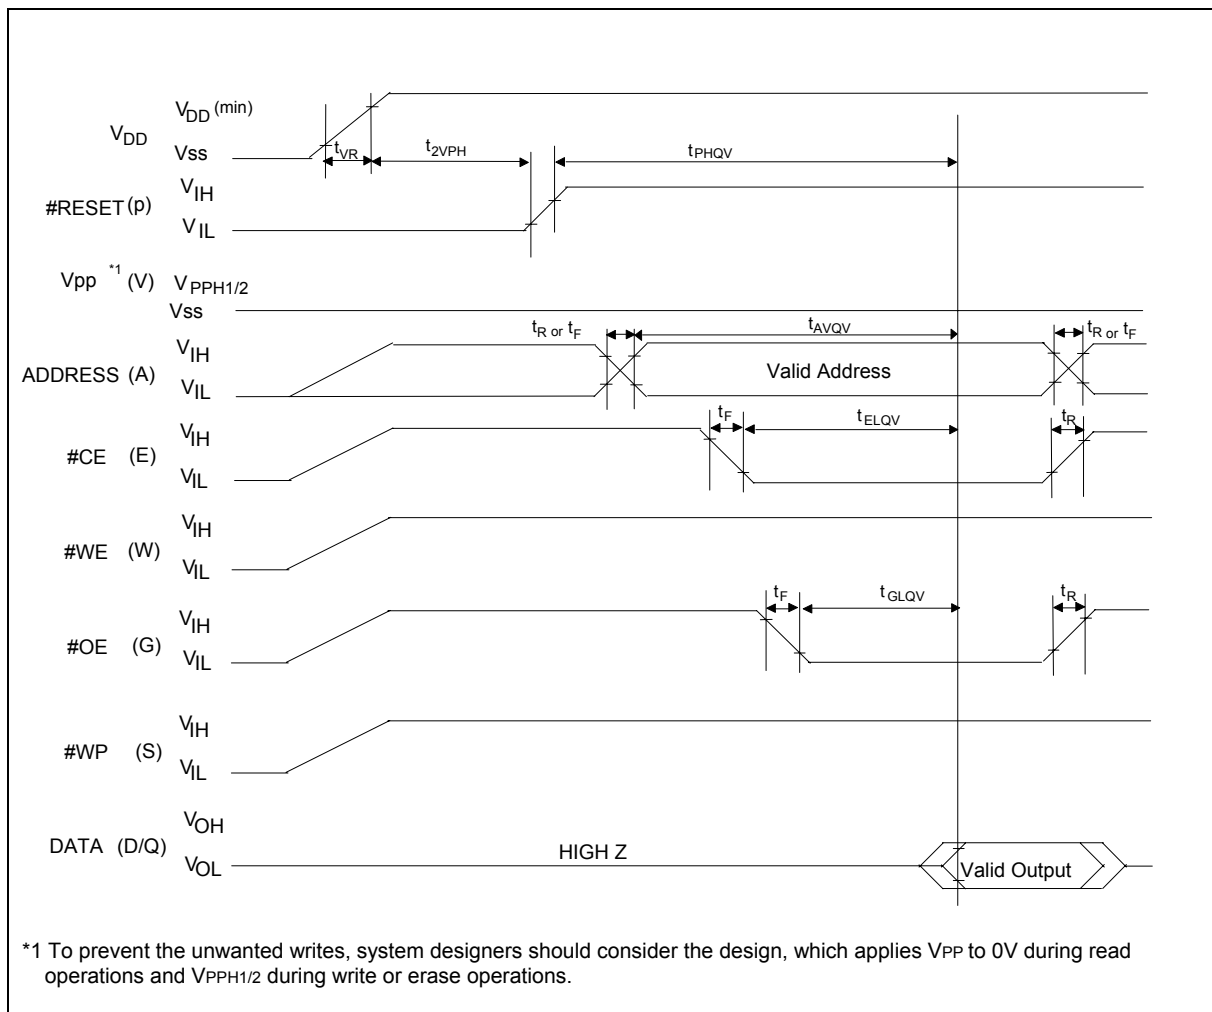 VDD (min)
VDD
Vss
tVR
t2VPH
tPHQV
VIH
#RESET (p)
VIL
Vpp *1 (V) VPPH1/2
Vss
tR or tF
tAVQV
tR or tF
VIH
ADDRESS (A)
Valid Address
VIL
tF
tELQV
tR
VIH
#CE (E)
VIL
VIH
#WE (W)
VIL
tF
tGLQV
tR
VIH
#OE (G)
VIL
VIH
#WP (S)
VIL
VOH
DATA (D/Q)
HIGH Z
VOL
Valid Output
*1 To prevent the unwanted writes, system designers should consider the design, which applies VPP to 0V during read
operations and VPPH1/2 during write or erase operations.